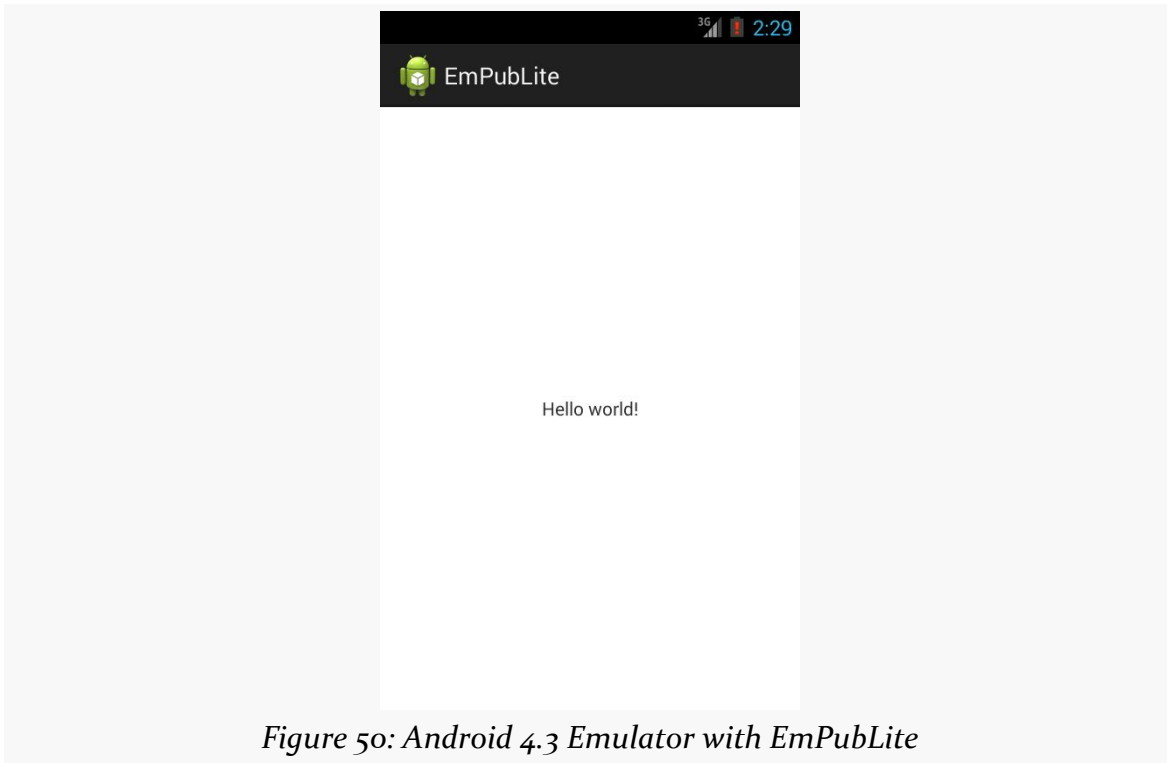 3G 2:29
EmPubLite
Hello world!
Figure 50: Android 4.3 Emulator with EmPubLite